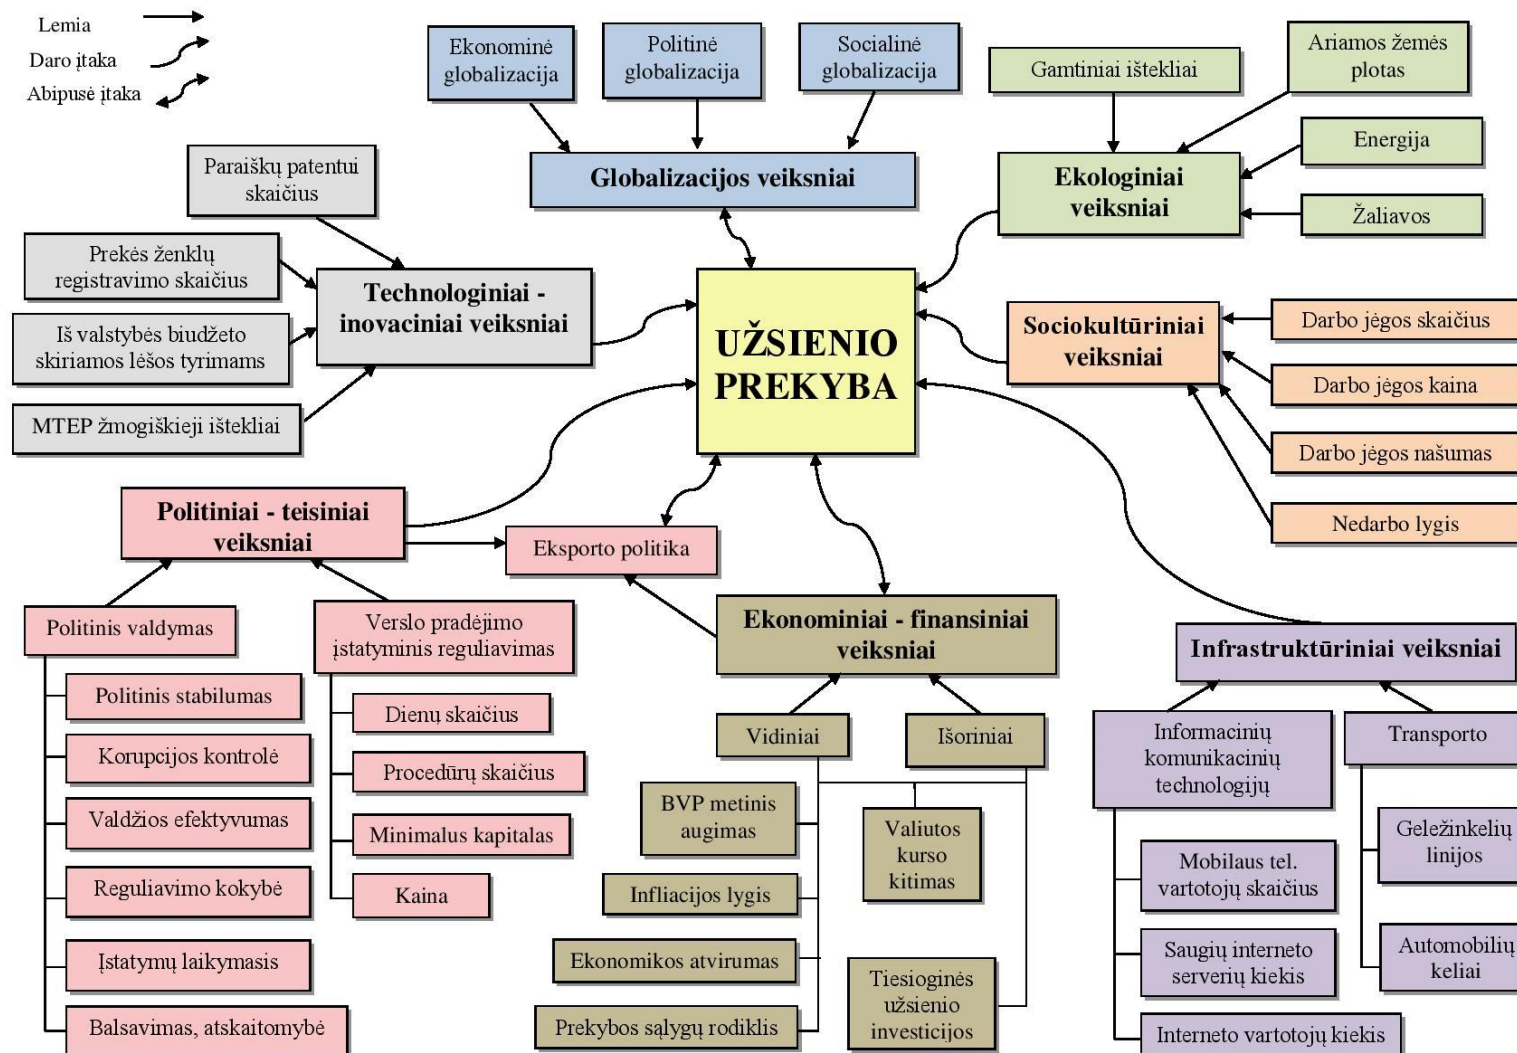 Lemia
Daro įtaka
Abipusė įtaka
Ekonominė
globalizacija
Politinė
globalizacija
Socialinė
globalizacija
Gamtiniai ištekliai
Ariamos žemės
plotas
Energija
Žaliavos
Globalizacijos veiksniai
Ekologiniai
veiksniai
Paraiškų patentui
skaičius
Prekės ženklų
registravimo skaičius
Iš valstybės biudžeto
skiriamos lėšos tyrimams
MTEP žmogiškieji ištekliai
Technologiniai -
inovaciniai veiksniai
UŽSIENIO
PREKYBA
Sociokultūriniai
veiksniai
Darbo jėgos skaičius
Darbo jėgos kaina
Darbo jėgos našumas
Nedarbo lygis
Politiniai - teisiniai
veiksniai
Eksporto politika
Politinis valdymas
Verslo pradėjimo
įstatyminis reguliavimas
Politinis stabilumas
Korupcijos kontrolė
Valdžios efektyvumas
Reguliavimo kokybė
Įstatymų laikymasis
Balsavimas, atskaitomybė
Dienų skaičius
Procedūrų skaičius
Minimalus kapitalas
Kaina
Ekonominiai - finansiniai
veiksniai
Vidiniai
Išoriniai
BVP metinis
augimas
Valiutos
kurso
kitimas
Infliacijos lygis
Ekonomikos atvirumas
Prekybos sąlygų rodiklis
Tiesioginės
užsienio
investicijos
Infrastruktūriniai veiksniai
Informacinių
komunikacinių
technologijų
Transporto
Mobilaus tel.
vartotojų skaičius
Saugių interneto
serverių kiekis
Interneto vartotojų kiekis
Geležinkelių
linijos
Automobilių
keliai